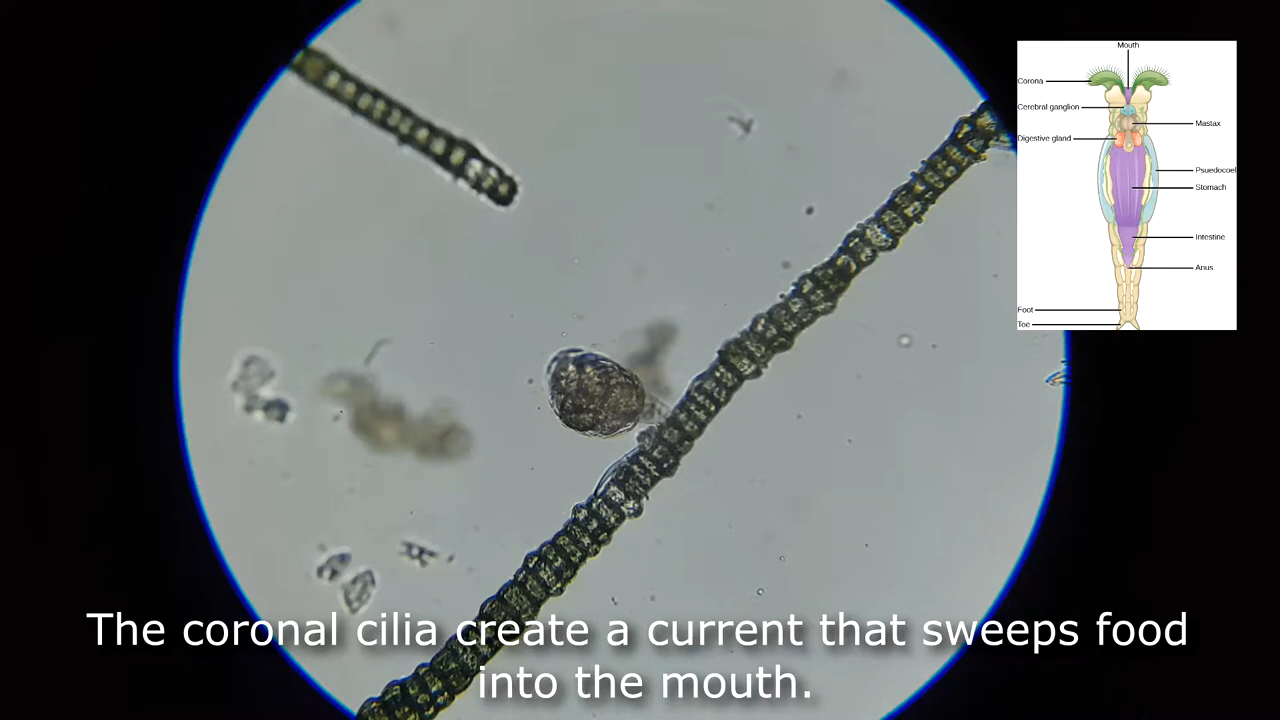 Mouth
Corona
Cerebral ganglion
Mastax
Digestive gland
Psuedocoel
Stomach
Intestine
Anus
Foot
Toe
The coronal cilia create a current that sweeps food
into the mouth.